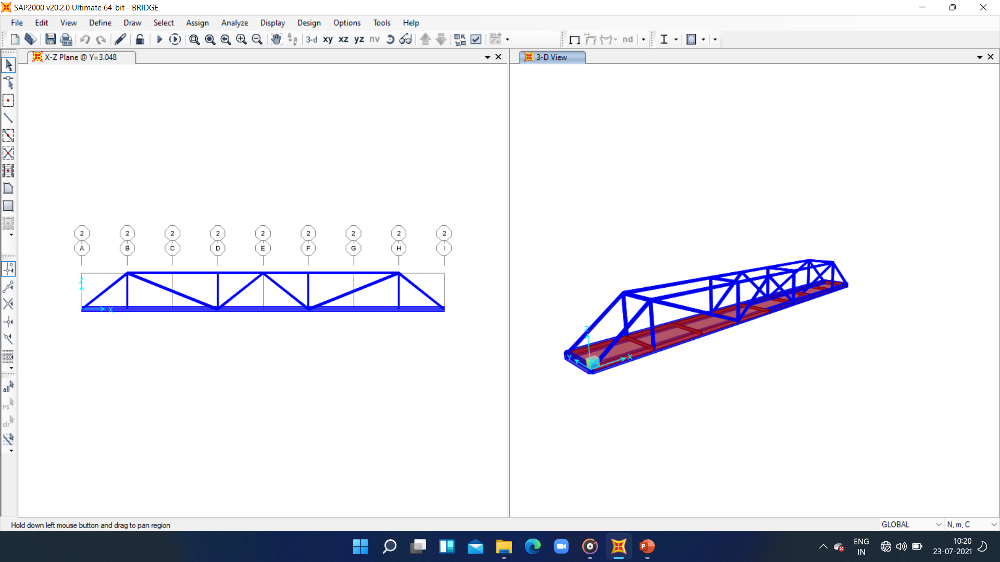 SAP2000 v20.2.0 Ultimate 64-bit - BRIDGE
File Edit View Define Draw Select Assign Analyze Display Design Options Tools Help
3-d xy xz yz nv nd
X-Z Plane @ Y=3.048
3-D View
2 2 2 2 2 2 2 2 2
A B C D E F G H I
Z
X
Z
Y X
all
ps
clr
Hold down left mouse button and drag to pan region
GLOBAL
N, m, C
P
ENG
IN
10:20
23-07-2021